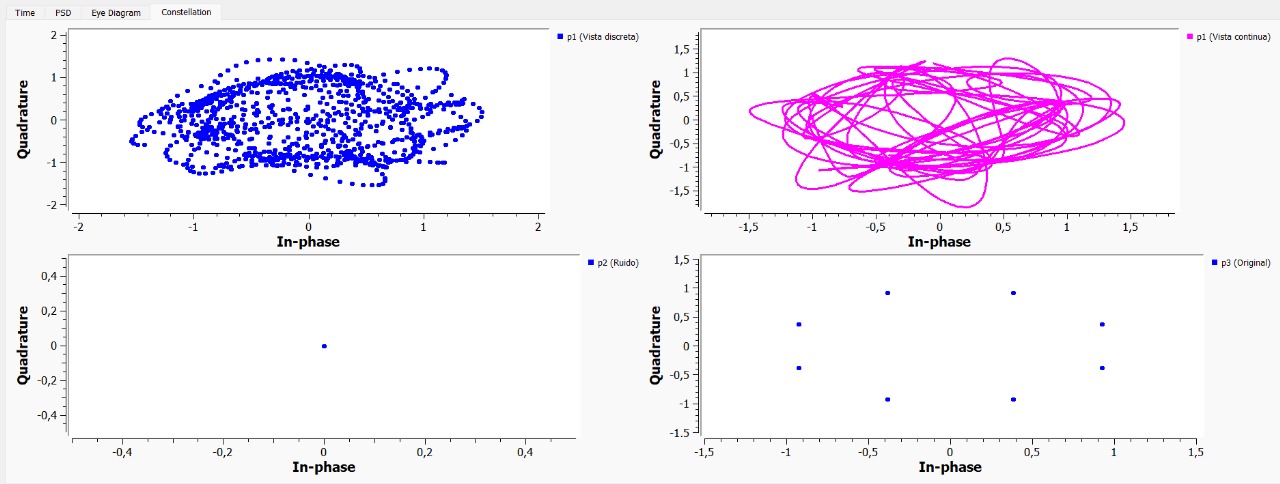 Time PSD Eye Diagram Constellation
2
1
0
-1
-2
Quadrature
-2 -1 0 1 2
In-phase
p1 (Vista discreta)
1,5
1
0,5
0
-0,5
-1
-1,5
Quadrature
-1,5 -1 -0,5 0 0,5 1 1,5
In-phase
p1 (Vista continua)
0,4
0,2
0
-0,2
-0,4
Quadrature
-0,4 -0,2 0 0,2 0,4
In-phase
p2 (Ruido)
1,5
1
0,5
0
-0,5
-1
-1,5
Quadrature
-1,5 -1 -0,5 0 0,5 1 1,5
In-phase
p3 (Original)